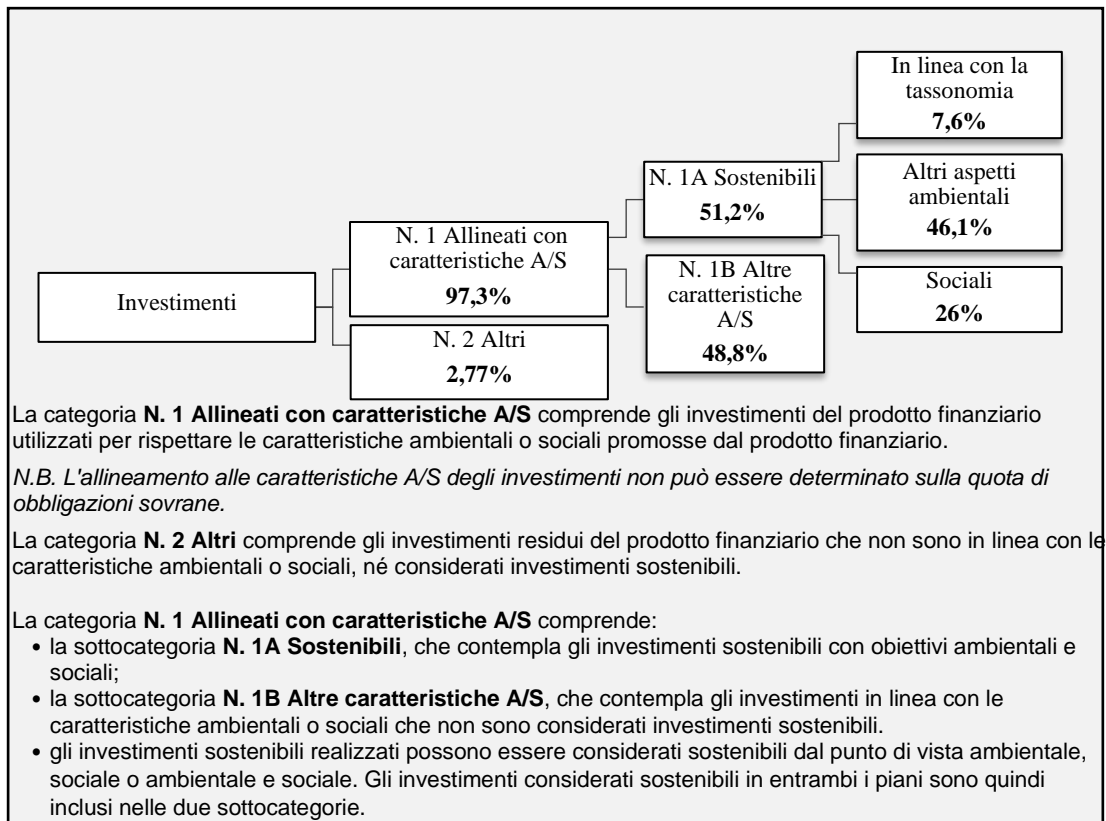 In linea con la
tassonomia
7,6%
N. 1A Sostenibili
51,2%
Altri aspetti
ambientali
46,1%
N. 1 Allineati con
caratteristiche A/S
97,3%
N. 1B Altre
caratteristiche
A/S
48,8%
Sociali
26%
Investimenti
N. 2 Altri
2,77%
La categoria N. 1 Allineati con caratteristiche A/S comprende gli investimenti del prodotto finanziario
utilizzati per rispettare le caratteristiche ambientali o sociali promosse dal prodotto finanziario.
N.B. L'allineamento alle caratteristiche A/S degli investimenti non può essere determinato sulla quota di
obbligazioni sovrane.
La categoria N. 2 Altri comprende gli investimenti residui del prodotto finanziario che non sono in linea con le
caratteristiche ambientali o sociali, né considerati investimenti sostenibili.
La categoria N. 1 Allineati con caratteristiche A/S comprende:
• la sottocategoria N. 1A Sostenibili, che contempla gli investimenti sostenibili con obiettivi ambientali e
sociali;
• la sottocategoria N. 1B Altre caratteristiche A/S, che contempla gli investimenti in linea con le
caratteristiche ambientali o sociali che non sono considerati investimenti sostenibili.
• gli investimenti sostenibili realizzati possono essere considerati sostenibili dal punto di vista ambientale,
sociale o ambientale e sociale. Gli investimenti considerati sostenibili in entrambi i piani sono quindi
inclusi nelle due sottocategorie.